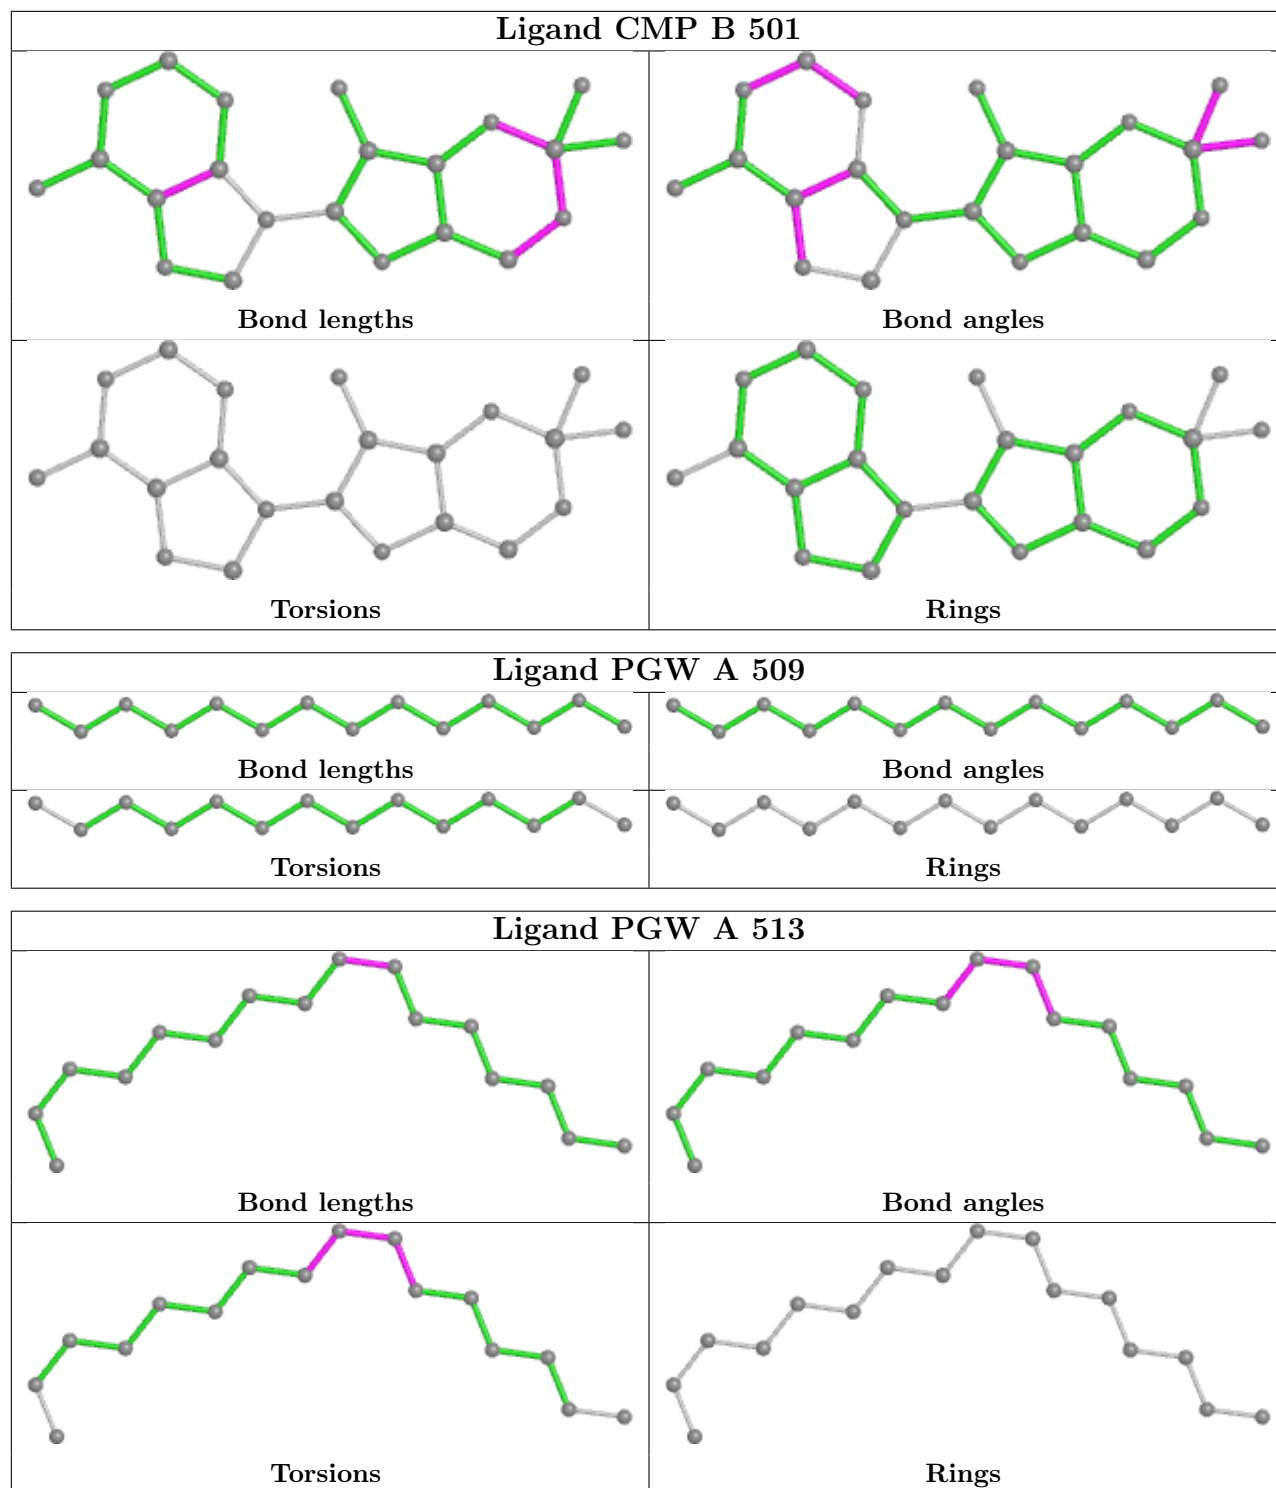 Ligand CMP B 501
Bond lengths
Bond angles
Torsions
Rings
Ligand PGW A 509
Bond lengths
Bond angles
Torsions
Rings
Ligand PGW A 513
Bond lengths
Bond angles
Torsions
Rings